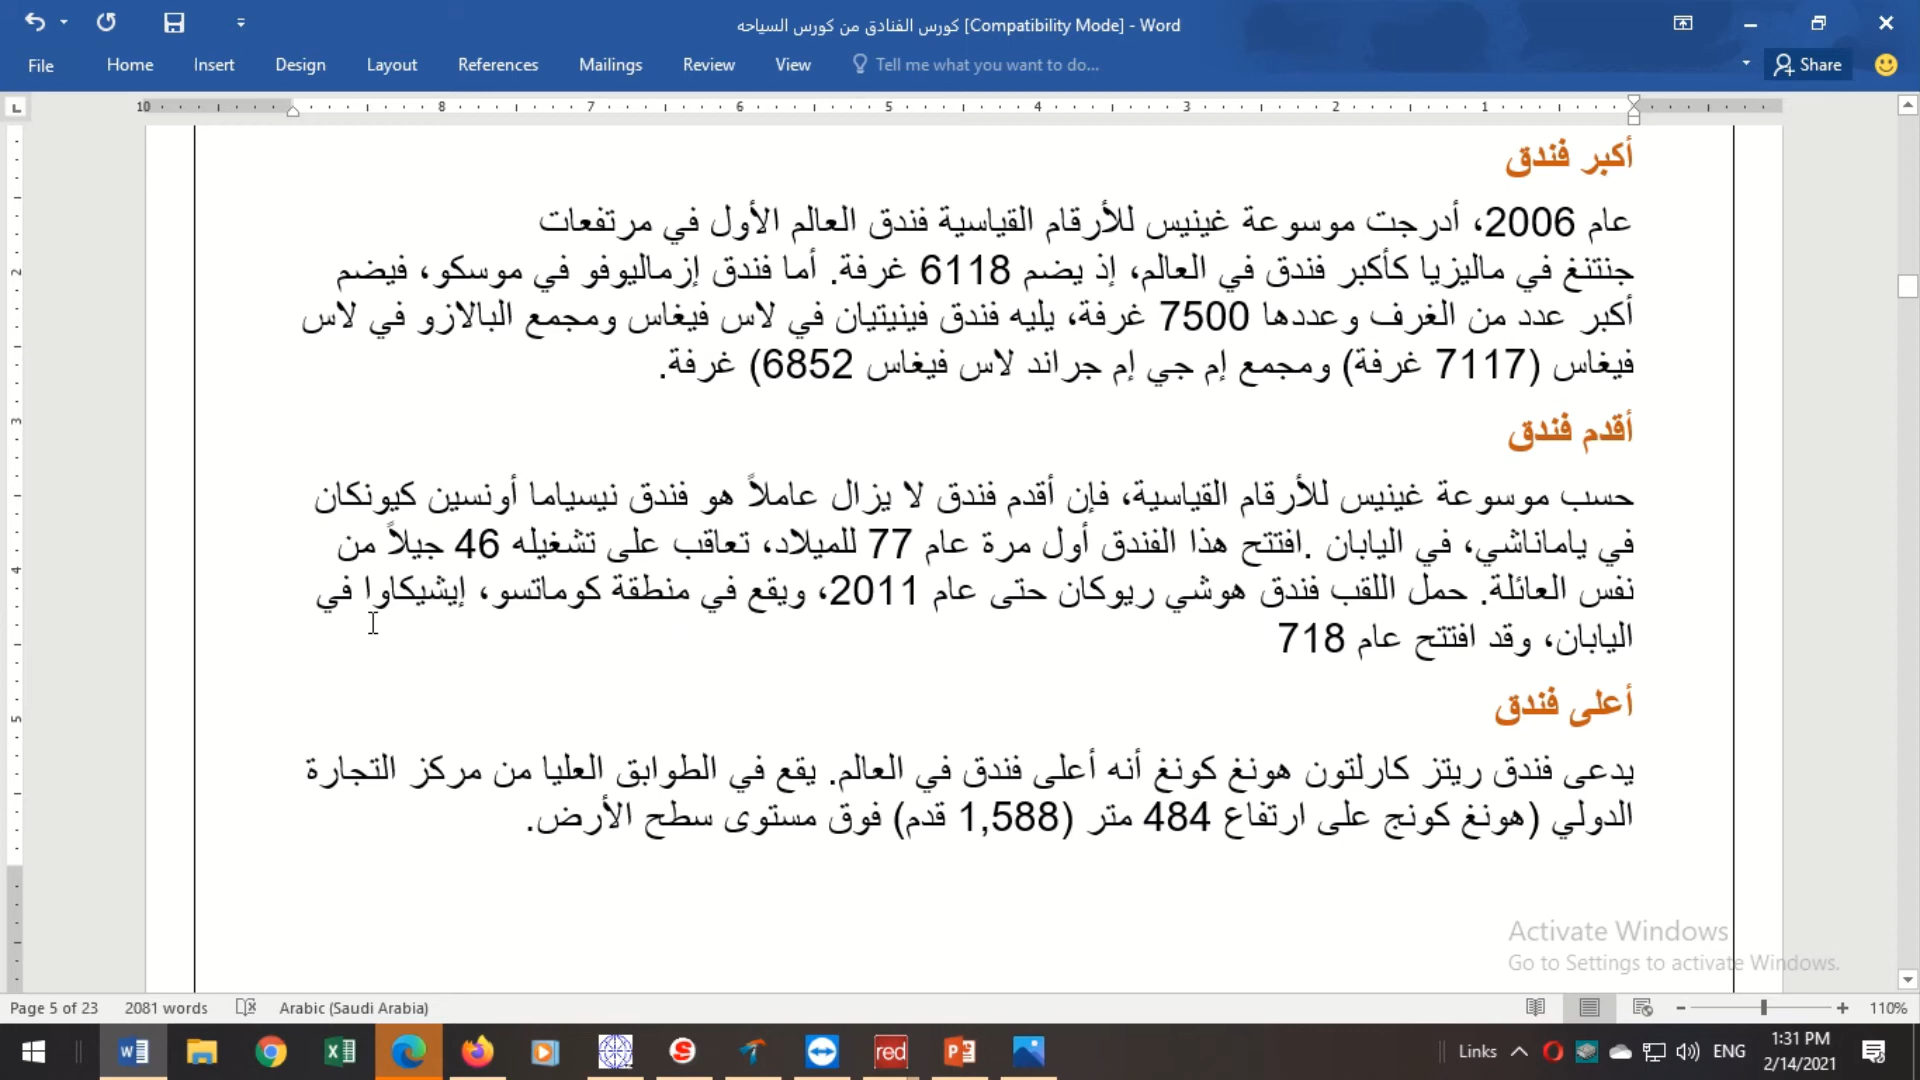 كورس الفنادق من كورس السياحه [Compatibility Mode] - Word
File Home Insert Design Layout References Mailings Review View Tell me what you want to do... Share
10 8 7 6 5 4 3 2 1
أكبر فندق
عام 2006، أدرجت موسوعة غينيس للأرقام القياسية فندق العالم الأول في مرتفعات
جنتنغ في ماليزيا كأكبر فندق في العالم، إذ يضم 6118 غرفة. أما فندق إزماليوفو في موسكو، فيضم
أكبر عدد من الغرف وعددها 7500 غرفة، يليه فندق فينيتيان في لاس فيغاس ومجمع البالازو في لاس
فيغاس (7117 غرفة) ومجمع إم جي إم جراند لاس فيغاس 6852) غرفة.
أقدم فندق
حسب موسوعة غينيس للأرقام القياسية، فإن أقدم فندق لا يزال عاملاً هو فندق نيسياما أونسين كيونكان
في ياماناشي، في اليابان .افتتح هذا الفندق أول مرة عام 77 للميلاد، تعاقب على تشغيله 46 جيلاً من
نفس العائلة. حمل اللقب فندق هوشي ريوكان حتى عام 2011، ويقع في منطقة كوماتسو، إيشيكاوا في
اليابان، وقد افتتح عام 718
أعلى فندق
يدعى فندق ريتز كارلتون هونغ كونغ أنه أعلى فندق في العالم. يقع في الطوابق العليا من مركز التجارة
الدولي (هونغ كونج على ارتفاع 484 متر (1,588 قدم) فوق مستوى سطح الأرض.
Activate Windows
Go to Settings to activate Windows.
Page 5 of 23 2081 words Arabic (Saudi Arabia) 110%
Links ENG 1:31 PM
2/14/2021